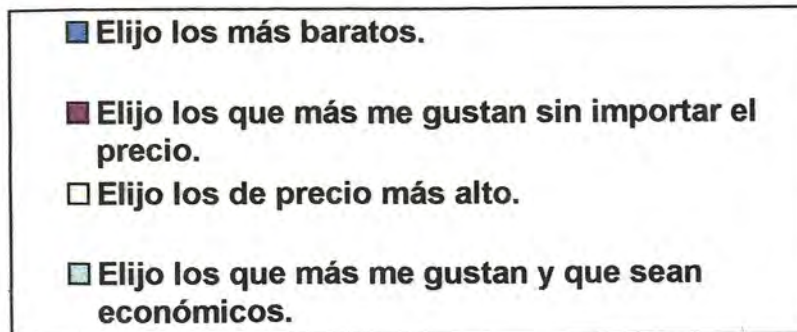 Elijo los más baratos.
Elijo los que más me gustan sin importar el
precio.
Elijo los de precio más alto.
Elijo los que más me gustan y que sean
económicos.